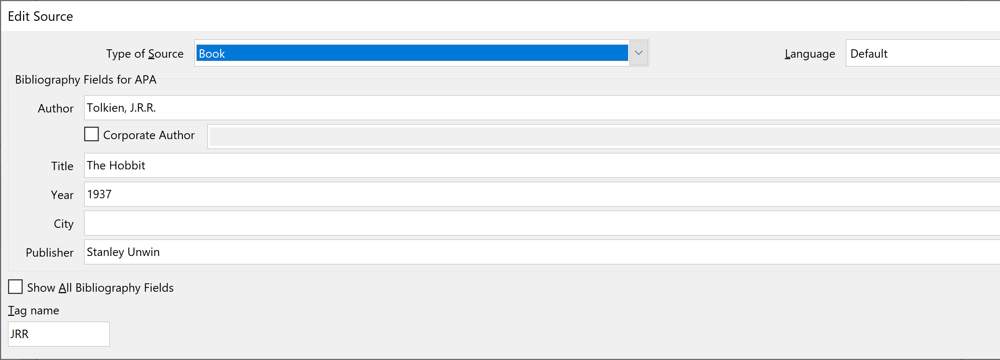 Edit Source
Type of Source Book Language Default
Bibliography Fields for APA
Author Tolkien, J.R.R.
Corporate Author
Title The Hobbit
Year 1937
City
Publisher Stanley Unwin
Show All Bibliography Fields
Tag name
JRR